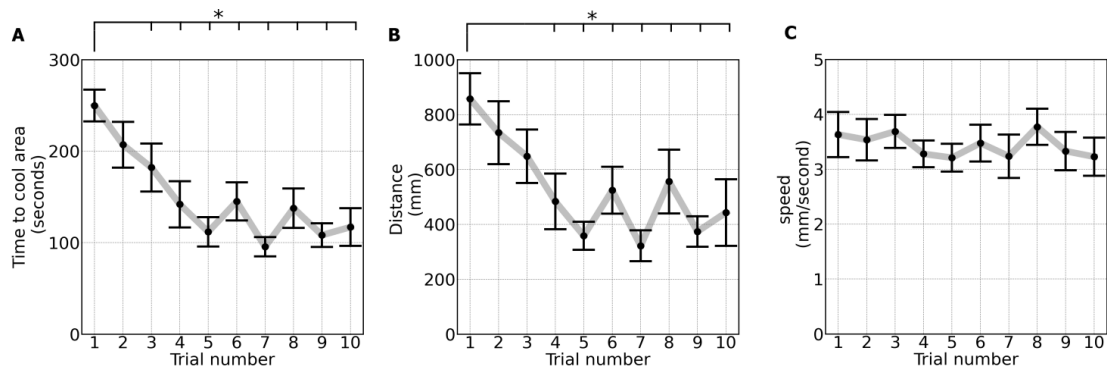 *
*
A
B
C
300
200
100
0
Time to cool area
(seconds)
1 2 3 4 5 6 7 8 9 10
Trial number
1000
800
600
400
200
0
Distance
(mm)
1 2 3 4 5 6 7 8 9 10
Trial number
5
4
3
2
1
0
speed
(mm/second)
1 2 3 4 5 6 7 8 9 10
Trial number